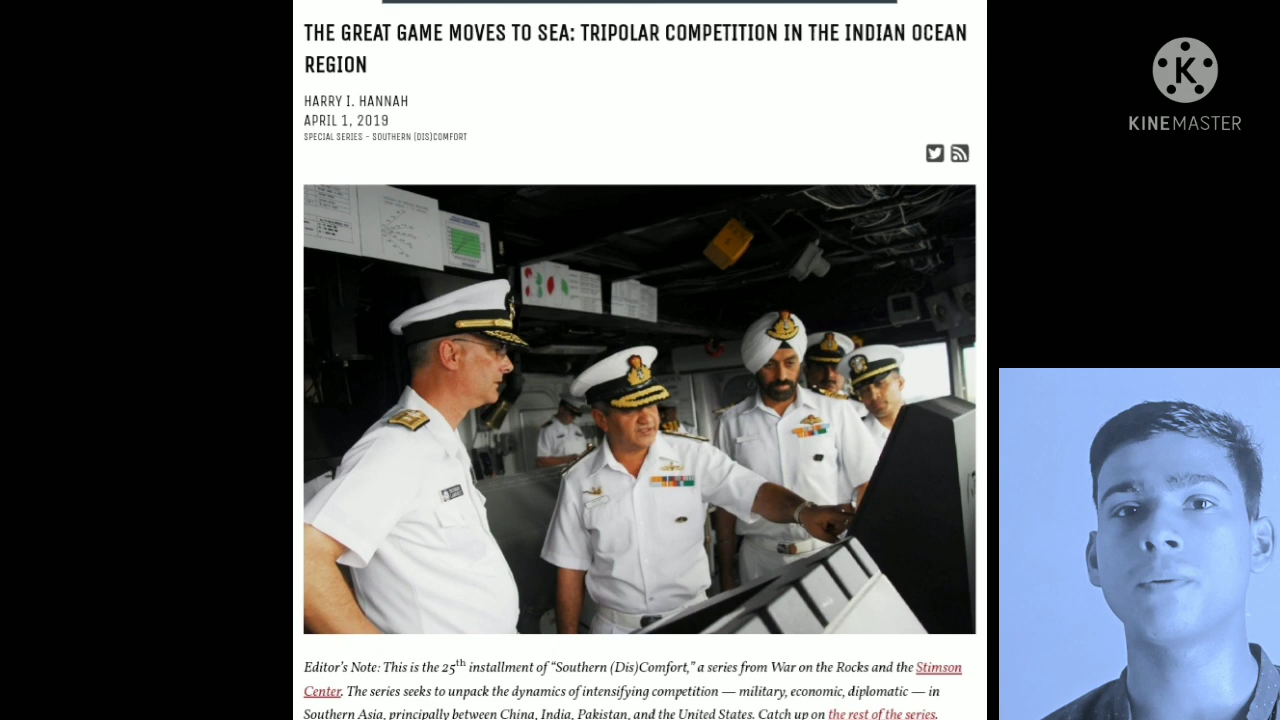 THE GREAT GAME MOVES TO SEA: TRIPOLAR COMPETITION IN THE INDIAN OCEAN
REGION
HARRY I. HANNAH
APRIL 1, 2019
SPECIAL SERIES - SOUTHERN (DIS)COMFORT
KINEMASTER
Editor's Note: This is the 25th installment of “Southern (Dis)Comfort,” a series from War on the Rocks and the Stimson
Center. The series seeks to unpack the dynamics of intensifying competition — military, economic, diplomatic — in
Southern Asia, principally between China, India, Pakistan, and the United States. Catch up on the rest of the series.